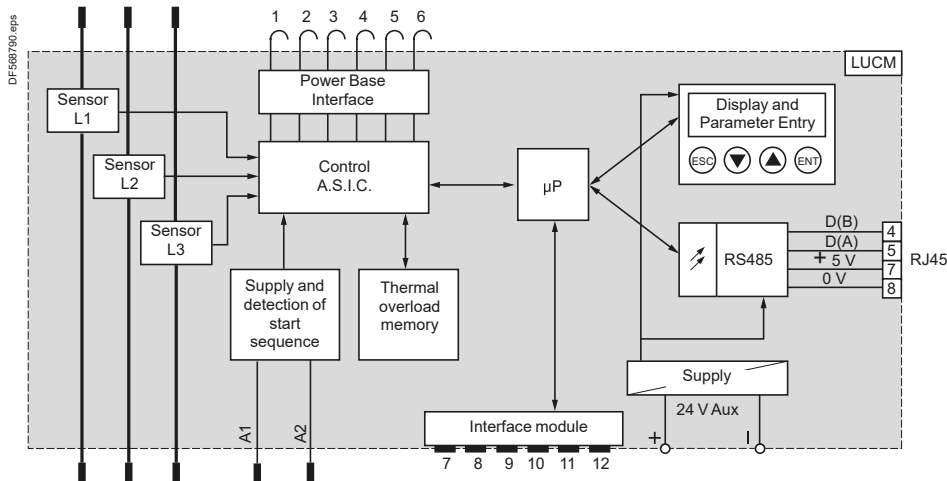 DF568790.eps
1 2 3 4 5 6
LUCM
Power Base
Interface
Sensor
L1
Sensor
L2
Sensor
L3
Control
A.S.I.C.
µP
Display and
Parameter Entry
ESC
ENT
RS485
D(B)
D(A)
+ 5 V
0 V
4
5
7
8
RJ45
Supply and
detection of
start
sequence
Thermal
overload
memory
A1
A2
Supply
24 V Aux
+
−
Interface module
7 8 9 10 11 12